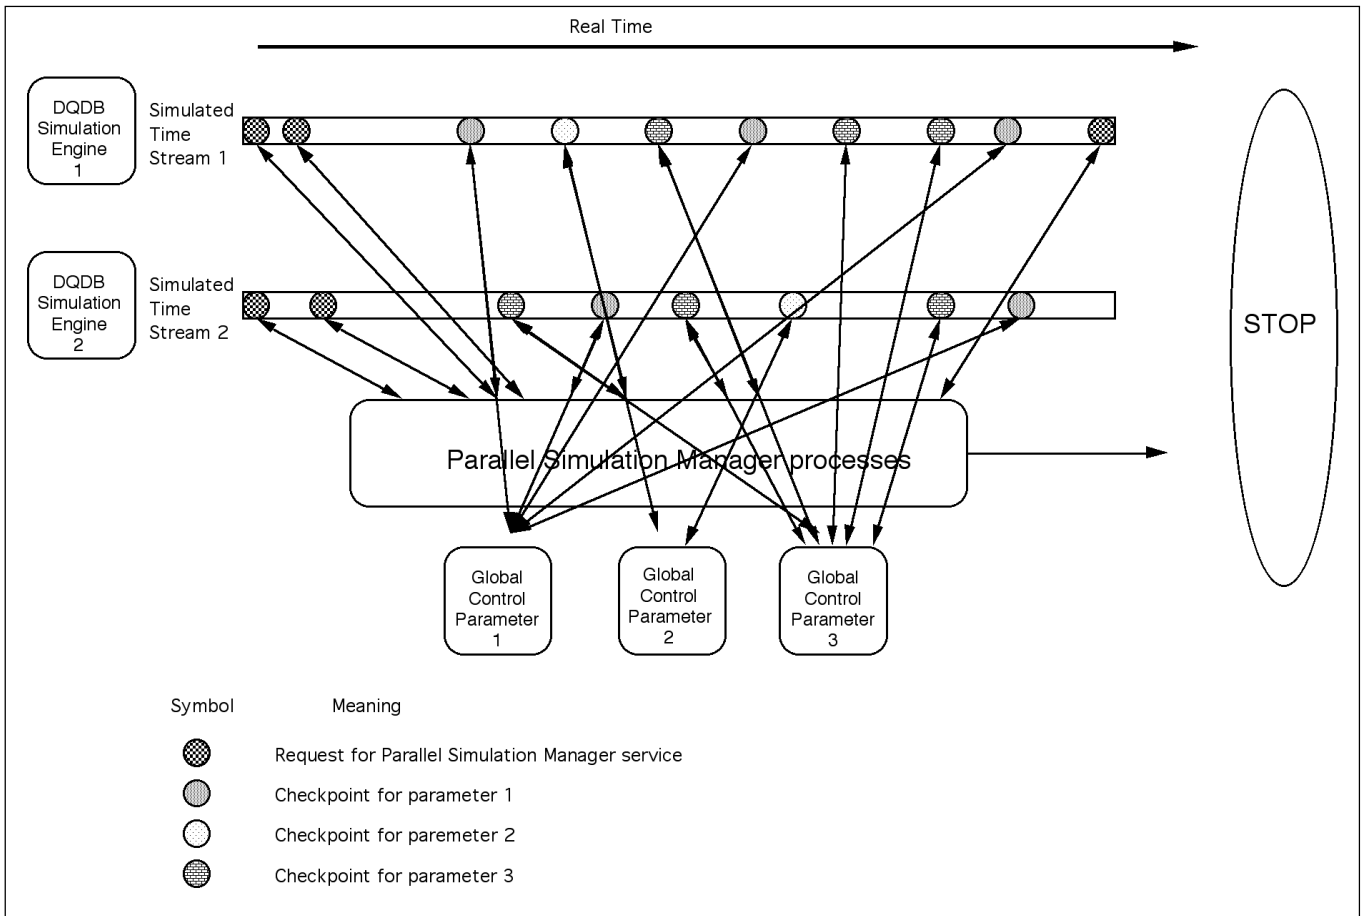 Real Time
DQDB
Simulation
Engine
1
Simulated
Time
Stream 1
DQDB
Simulation
Engine
2
Simulated
Time
Stream 2
STOP
Parallel Simulation Manager processes
Global
Control
Parameter
1
Global
Control
Parameter
2
Global
Control
Parameter
3
Symbol Meaning
Request for Parallel Simulation Manager service
Checkpoint for parameter 1
Checkpoint for paremeter 2
Checkpoint for parameter 3